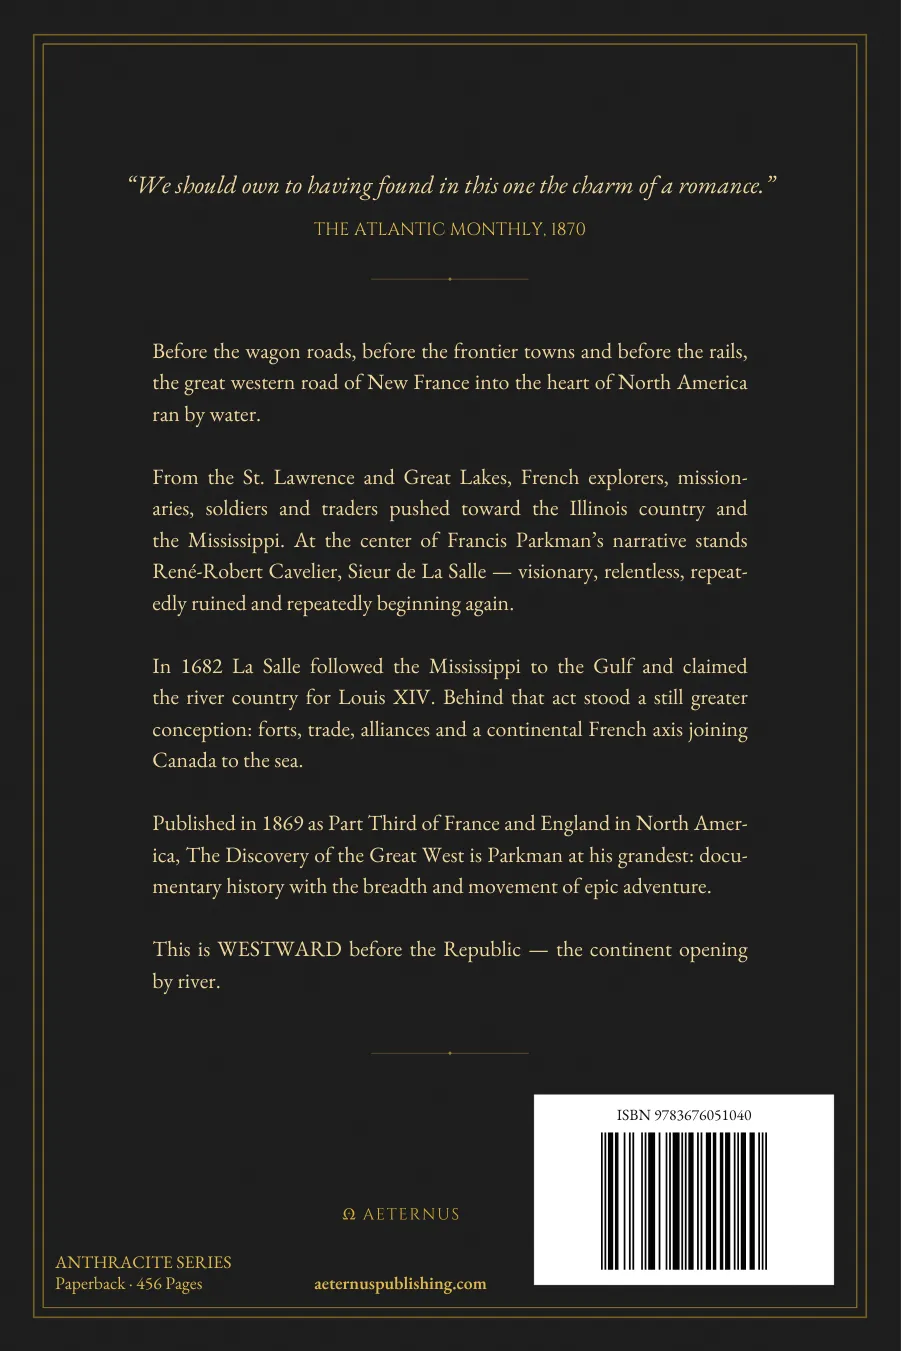 “We should own to having found in this one the charm of a romance.”
THE ATLANTIC MONTHLY, 1870
Before the wagon roads, before the frontier towns and before the rails,
the great western road of New France into the heart of North America
ran by water.
From the St. Lawrence and Great Lakes, French explorers, mission-
aries, soldiers and traders pushed toward the Illinois country and
the Mississippi. At the center of Francis Parkman’s narrative stands
René-Robert Cavelier, Sieur de La Salle — visionary, relentless, repeat-
edly ruined and repeatedly beginning again.
In 1682 La Salle followed the Mississippi to the Gulf and claimed
the river country for Louis XIV. Behind that act stood a still greater
conception: forts, trade, alliances and a continental French axis joining
Canada to the sea.
Published in 1869 as Part Third of France and England in North Amer-
ica, The Discovery of the Great West is Parkman at his grandest: docu-
mentary history with the breadth and movement of epic adventure.
This is WESTWARD before the Republic — the continent opening
by river.
ISBN 9783676051040
Ω AETERNUS
ANTHRACITE SERIES
Paperback · 456 Pages
aeternuspublishing.com